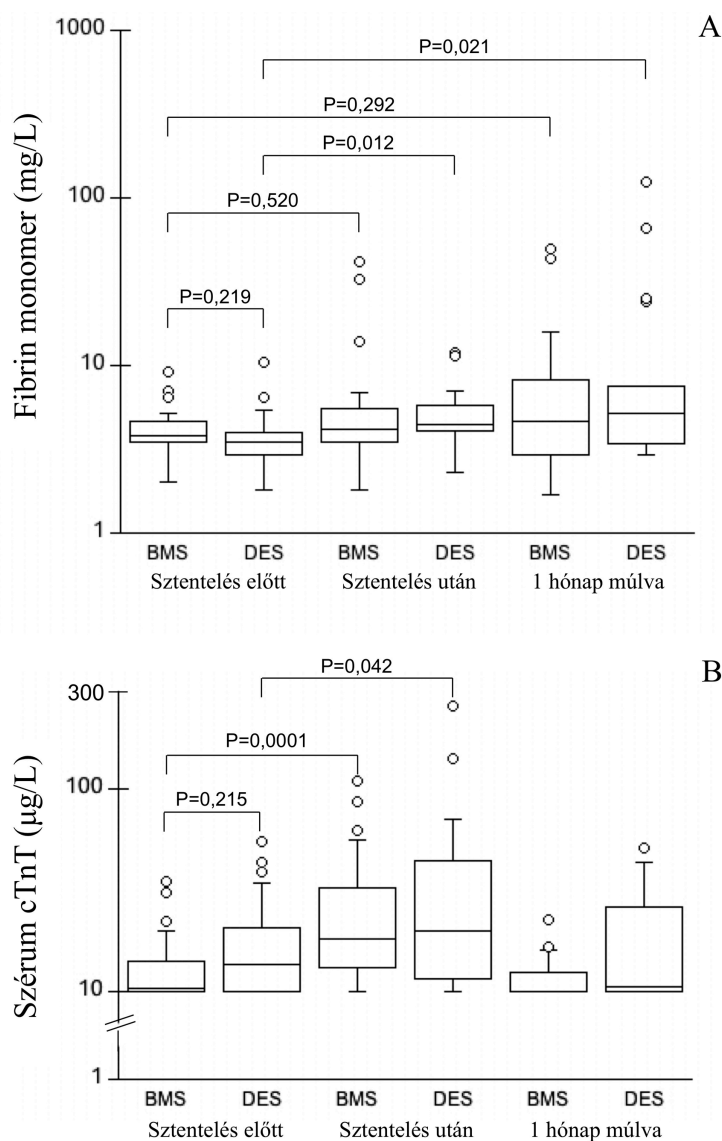 A
1000
P=0,021
P=0,292
P=0,012
100
P=0,520
P=0,219
10
1
Fibrin monomer (mg/L)
BMS DES BMS DES BMS DES
Sztentelés előtt Sztentelés után 1 hónap múlva
B
P=0,042
300
P=0,0001
100
P=0,215
10
1
Szérum cTnT (µg/L)
BMS DES BMS DES BMS DES
Sztentelés előtt Sztentelés után 1 hónap múlva